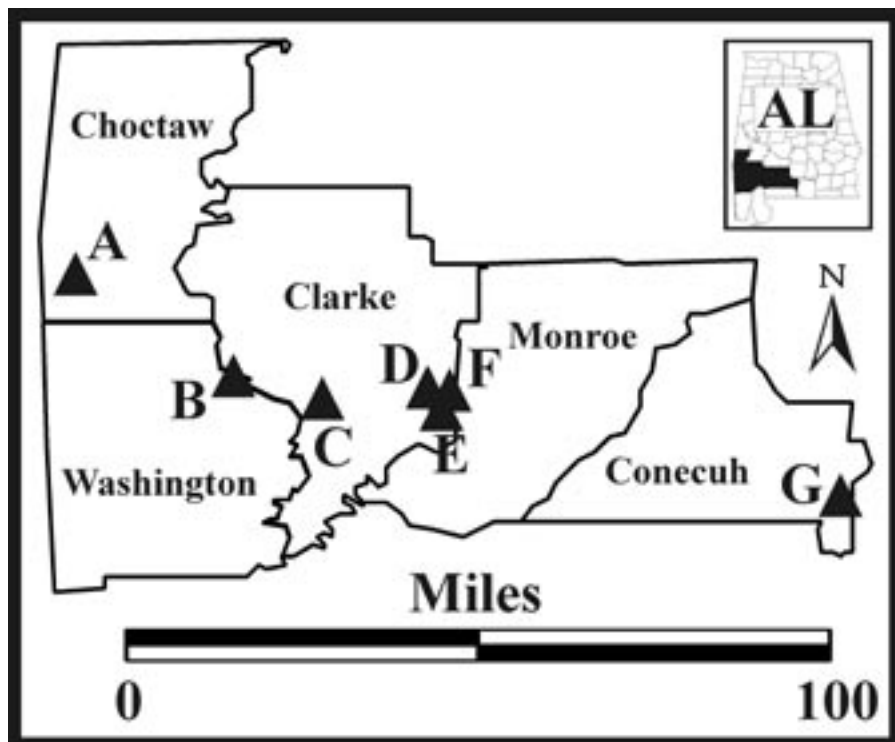 AL
Choctaw
A
N
Clarke
Monroe
D
F
B
C
E
Washington
Conecuh
G
Miles
0
100